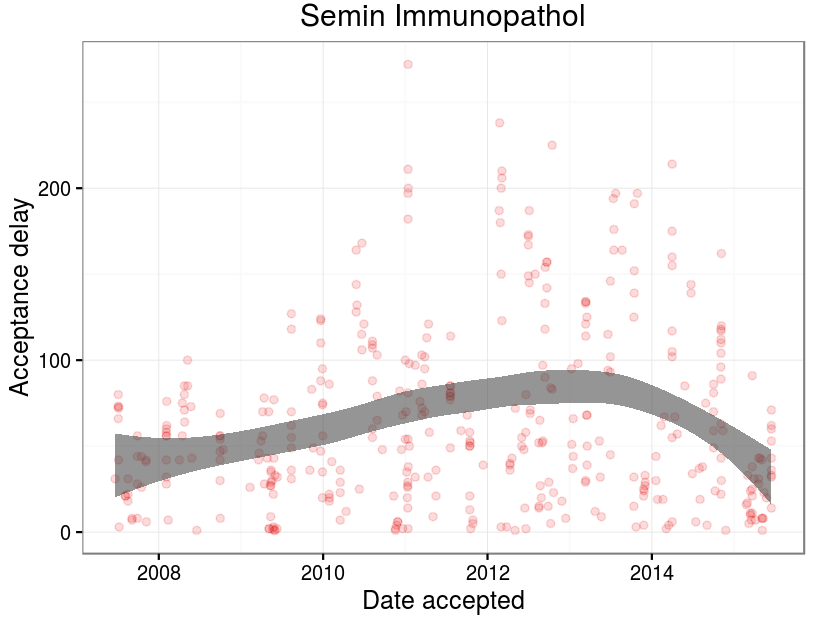 Semin Immunopathol
Acceptance delay
200
100
0
2008 2010 2012 2014
Date accepted